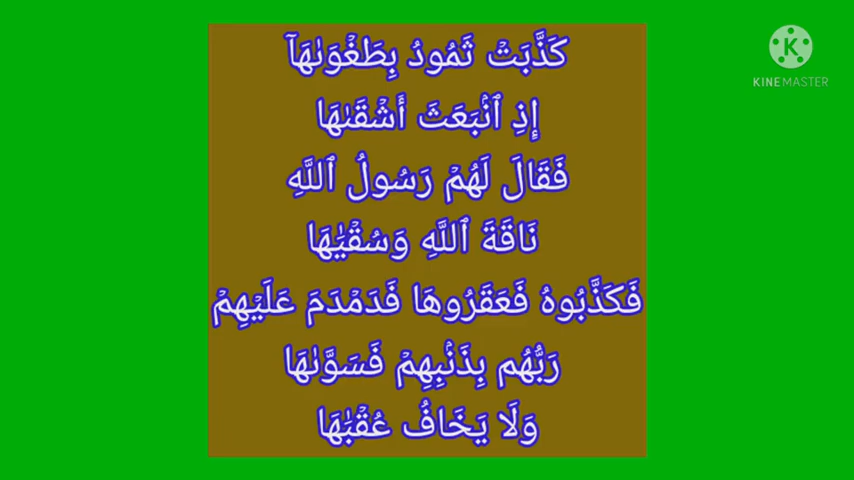 كَذَّبَتۡ ثَمُودُ بِطَغۡوَىٰهَآ
إِذِ ٱنۢبَعَثَ أَشۡقَىٰهَا
فَقَالَ لَهُمۡ رَسُولُ ٱللَّهِ
نَاقَةَ ٱللَّهِ وَسُقۡيَٰهَا
فَكَذَّبُوهُ فَعَقَرُوهَا فَدَمۡدَمَ عَلَيۡهِمۡ
رَبُّهُم بِذَنۢبِهِمۡ فَسَوَّىٰهَا
وَلَا يَخَافُ عُقۡبَٰهَا
K
KINEMASTER